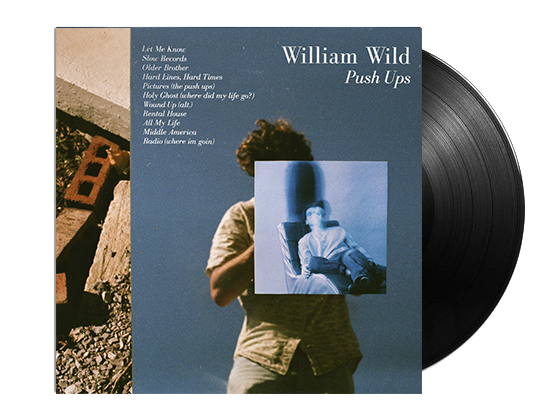 Let Me Know
Slow Records
Older Brother
Hard Lines, Hard Times
Pictures (the push ups)
Holy Ghost (where did my life go?)
Wound Up (alt.)
Rental House
All My Life
Middle America
Radio (where im goin)
William Wild
Push Ups